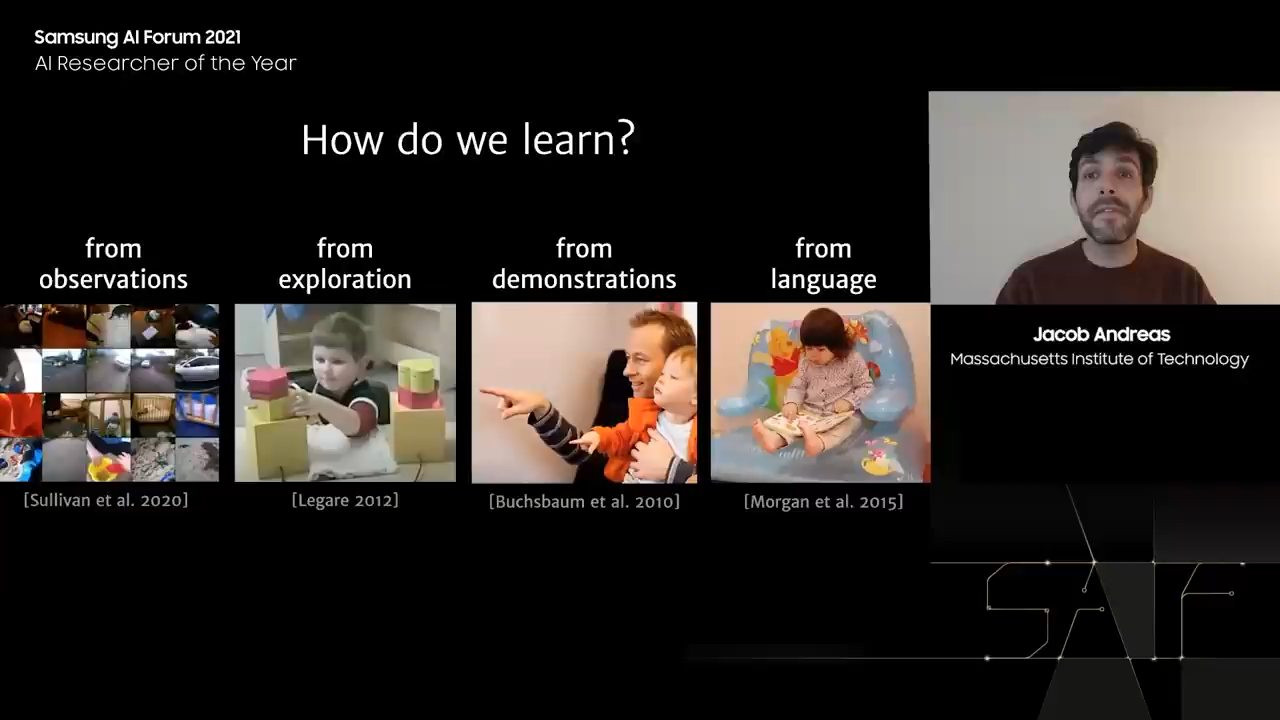 Samsung AI Forum 2021
AI Researcher of the Year
How do we learn?
from
observations
from
exploration
from
demonstrations
from
language
[Sullivan et al. 2020]
[Legare 2012]
[Buchsbaum et al. 2010]
[Morgan et al. 2015]
Jacob Andreas
Massachusetts Institute of Technology
SAIF